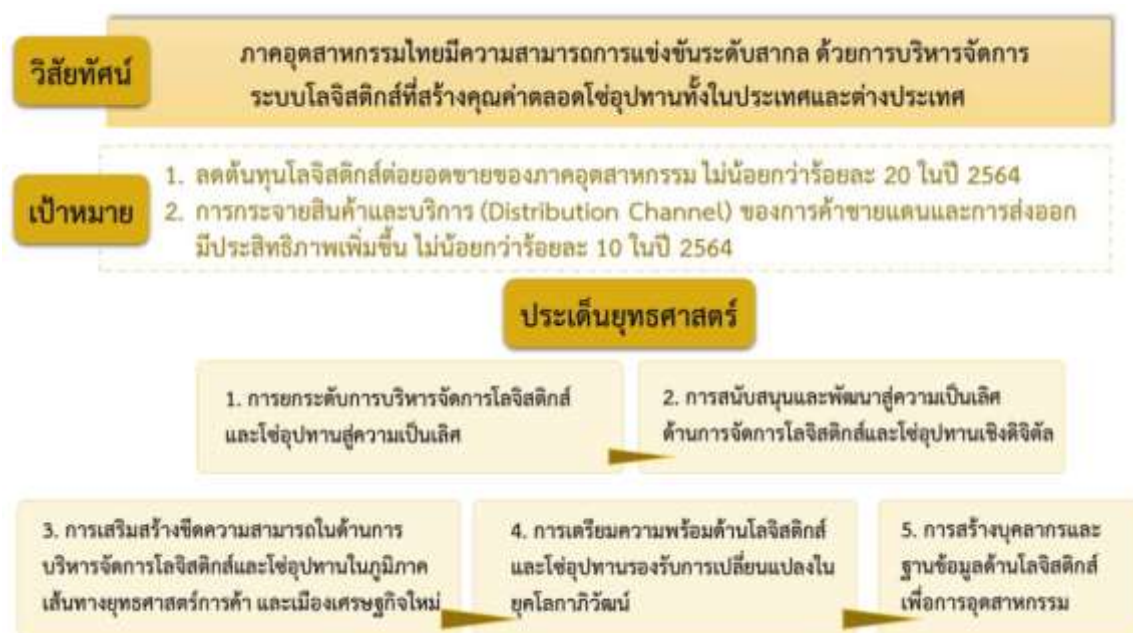 วิสัยทัศน์
ภาคอุตสาหกรรมไทยมีความสามารถการแข่งขันระดับสากล ด้วยการบริหารจัดการ
ระบบโลจิสติกส์ที่สร้างคุณค่าตลอดโซ่อุปทานทั้งในประเทศและต่างประเทศ
เป้าหมาย
1. ลดต้นทุนโลจิสติกส์ต่อยอดขายของภาคอุตสาหกรรม ไม่น้อยกว่าร้อยละ 20 ในปี 2564
2. การกระจายสินค้าและบริการ (Distribution Channel) ของการค้าชายแดนและการส่งออก
มีประสิทธิภาพเพิ่มขึ้น ไม่น้อยกว่าร้อยละ 10 ในปี 2564
ประเด็นยุทธศาสตร์
1. การยกระดับการบริหารจัดการโลจิสติกส์
และโซ่อุปทานสู่ความเป็นเลิศ
2. การสนับสนุนและพัฒนาสู่ความเป็นเลิศ
ด้านการจัดการโลจิสติกส์และโซ่อุปทานเชิงดิจิตัล
3. การเสริมสร้างขีดความสามารถในด้านการ
บริหารจัดการโลจิสติกส์และโซ่อุปทานในภูมิภาค
เส้นทางยุทธศาสตร์การค้า และเมืองเศรษฐกิจใหม่
4. การเตรียมความพร้อมด้านโลจิสติกส์
และโซ่อุปทานรองรับการเปลี่ยนแปลงใน
ยุคโลกาภิวัฒน์
5. การสร้างบุคลากรและ
ฐานข้อมูลด้านโลจิสติกส์
เพื่อการอุตสาหกรรม